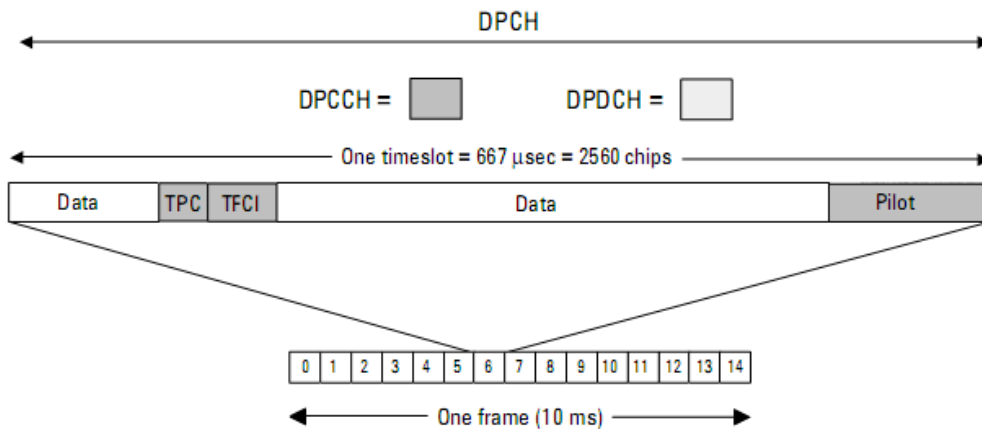 DPCH
DPCCH = DPDCH =
One timeslot = 667 μsec = 2560 chips
Data TPC TFCI Data Pilot
0 1 2 3 4 5 6 7 8 9 10 11 12 13 14
One frame (10 ms)